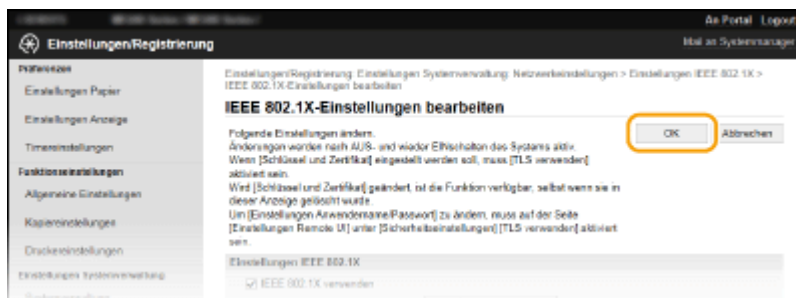 An Portal Logout
Einstellungen/Registrierung
Mail an Systemmanager
Präferenzen
Einstellungen Papier
Einstellungen Anzeige
Timereinstellungen
Funktionseinstellungen
Allgemeine Einstellungen
Kopiereinstellungen
Druckereinstellungen
Einstellungen Systemverwaltung
Einstellungen/Registrierung: Einstellungen Systemverwaltung: Netzwerkeinstellungen > Einstellungen IEEE 802.1X >
IEEE 802.1X-Einstellungen bearbeiten
IEEE 802.1X-Einstellungen bearbeiten
Folgende Einstellungen ändern.
OK Abbrechen
Änderungen werden nach AUS- und wieder EINschalten des Systems aktiv.
Wenn [Schlüssel und Zertifikat] eingestellt werden soll, muss [TLS verwenden]
aktiviert sein.
Wird [Schlüssel und Zertifikat] geändert, ist die Funktion verfügbar, selbst wenn sie in
dieser Anzeige gelöscht wurde.
Um [Einstellungen Anwendername/Passwort] zu ändern, muss auf der Seite
[Einstellungen Remote UI] unter [Sicherheitseinstellungen] [TLS verwenden] aktiviert
sein.
Einstellungen IEEE 802.1X
IEEE 802.1X verwenden